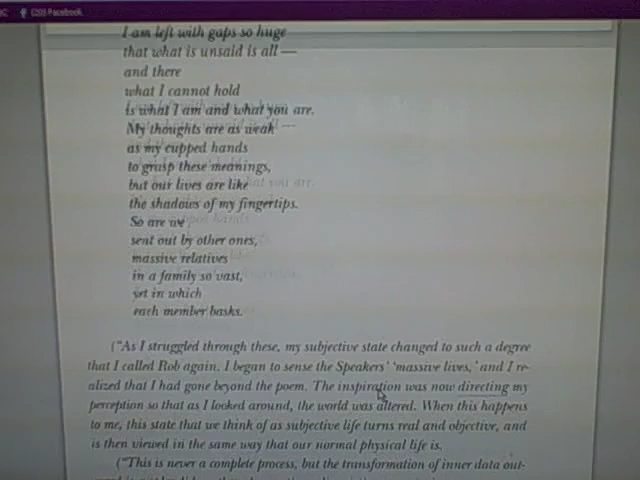 CBS Facebook
I am left with gaps so huge
that what is unsaid is all —
and there
what I cannot hold
is what I am and what you are.
My thoughts are as weak
as my cupped hands
to grasp these meanings,
but our lives are like
the shadows of my fingertips.
So are we
sent out by other ones,
massive relatives
in a family so vast,
yet in which
each member basks.
("As I struggled through these, my subjective state changed to such a degree
that I called Rob again. I began to sense the Speakers' 'massive lives,' and I re-
alized that I had gone beyond the poem. The inspiration was now directing my
perception so that as I looked around, the world was altered. When this happens
to me, this state that we think of as subjective life turns real and objective, and
is then viewed in the same way that our normal physical life is.
("This is never a complete process, but the transformation of inner data out-